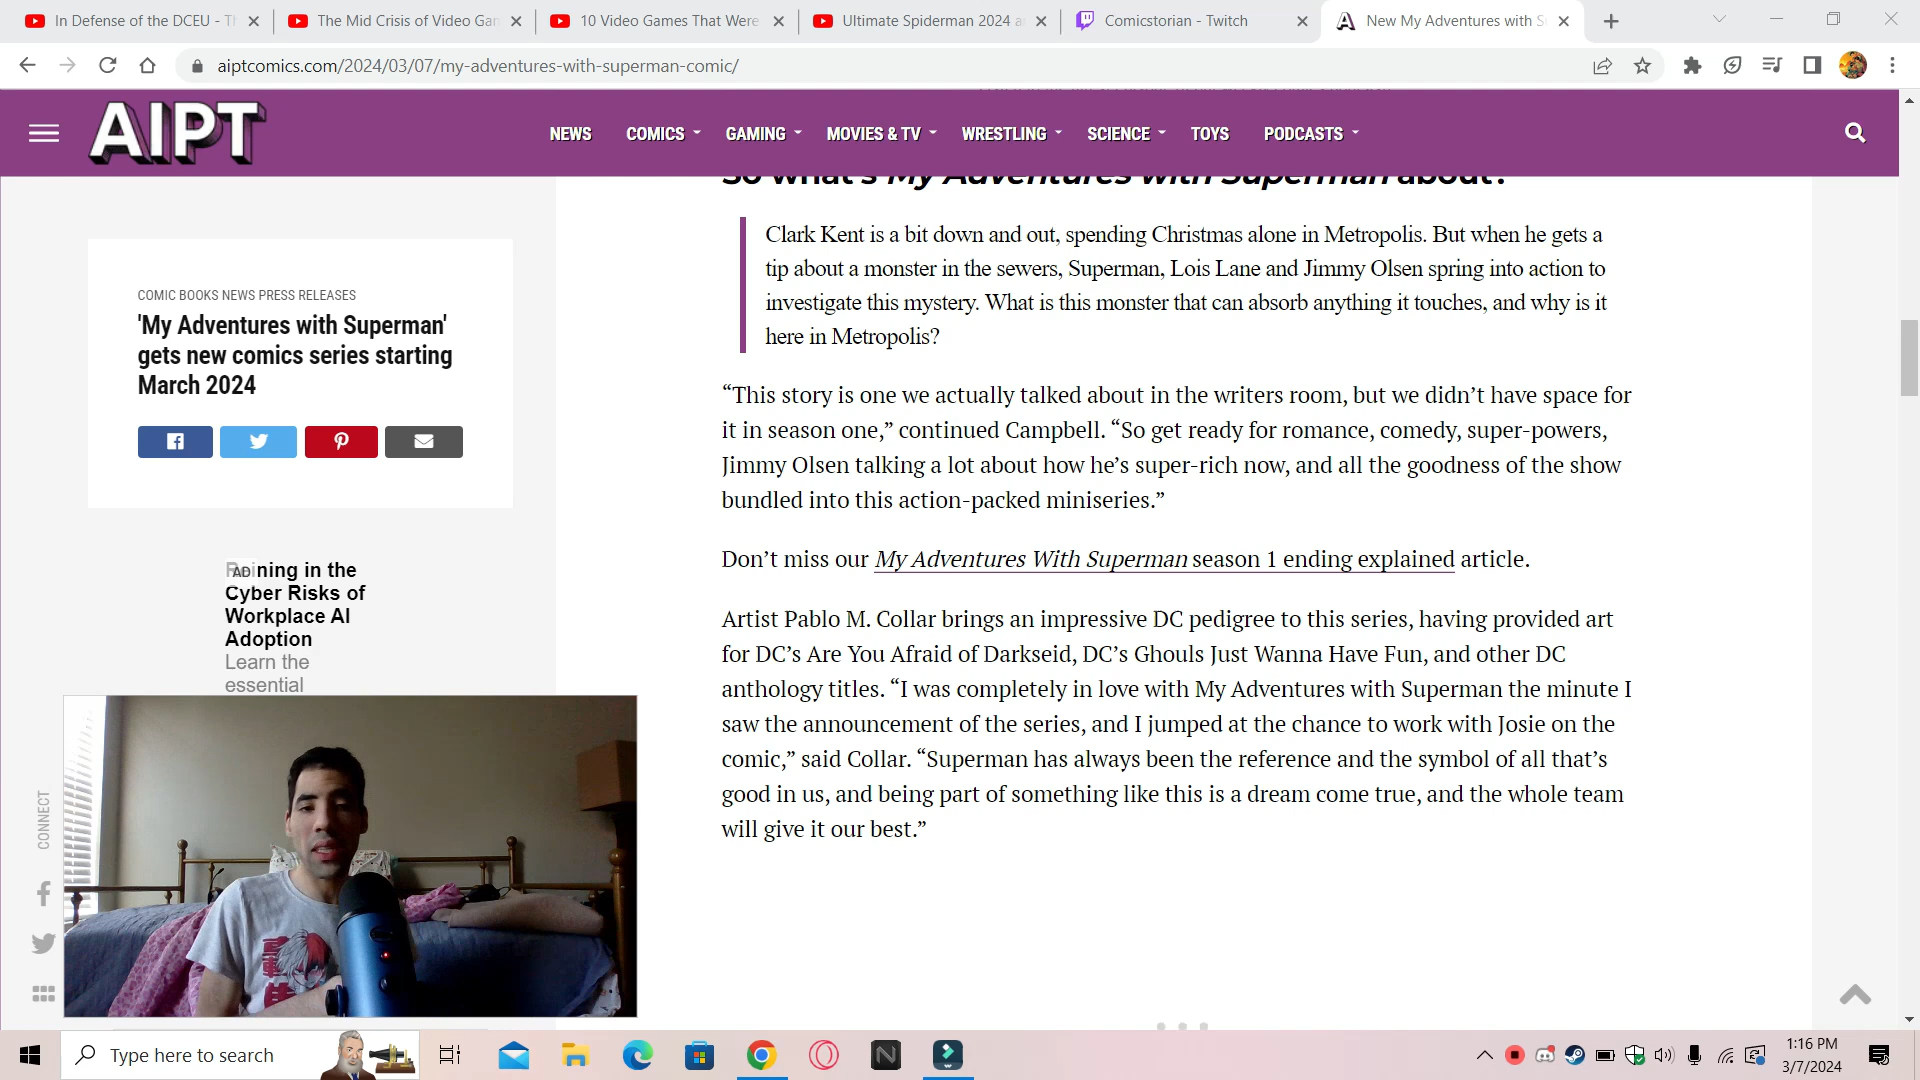 In Defense of the DCEU - T
The Mid Crisis of Video Gam
10 Video Games That Were
Ultimate Spiderman 2024 a
Comicstorian - Twitch
New My Adventures with S
aiptcomics.com/2024/03/07/my-adventures-with-superman-comic/
AIPT
NEWS
COMICS
GAMING
MOVIES & TV
WRESTLING
SCIENCE
TOYS
PODCASTS
So what's My Adventures with Superman about?
Clark Kent is a bit down and out, spending Christmas alone in Metropolis. But when he gets a
tip about a monster in the sewers, Superman, Lois Lane and Jimmy Olsen spring into action to
investigate this mystery. What is this monster that can absorb anything it touches, and why is it
here in Metropolis?
“This story is one we actually talked about in the writers room, but we didn’t have space for
it in season one,” continued Campbell. “So get ready for romance, comedy, super-powers,
Jimmy Olsen talking a lot about how he’s super-rich now, and all the goodness of the show
bundled into this action-packed miniseries.”
Don’t miss our My Adventures With Superman season 1 ending explained article.
Artist Pablo M. Collar brings an impressive DC pedigree to this series, having provided art
for DC’s Are You Afraid of Darkseid, DC’s Ghouls Just Wanna Have Fun, and other DC
anthology titles. “I was completely in love with My Adventures with Superman the minute I
saw the announcement of the series, and I jumped at the chance to work with Josie on the
comic,” said Collar. “Superman has always been the reference and the symbol of all that’s
good in us, and being part of something like this is a dream come true, and the whole team
will give it our best.”
COMIC BOOKS NEWS PRESS RELEASES
'My Adventures with Superman'
gets new comics series starting
March 2024
AD
Reining in the
Cyber Risks of
Workplace AI
Adoption
Learn the
essential
CONNECT
Type here to search
1:16 PM
3/7/2024